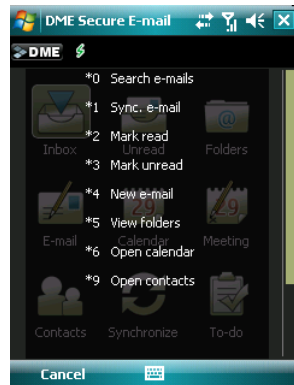 DME Secure E-mail
DME
*0 Search e-mails
*1 Sync. e-mail
*2 Mark read
Inbox Unread Folders
*3 Mark unread
*4 New e-mail
29 29
*5 View folders
E-mail Calendar Meeting
*6 Open calendar
*9 Open contacts
Contacts Synchronize To-do
Cancel